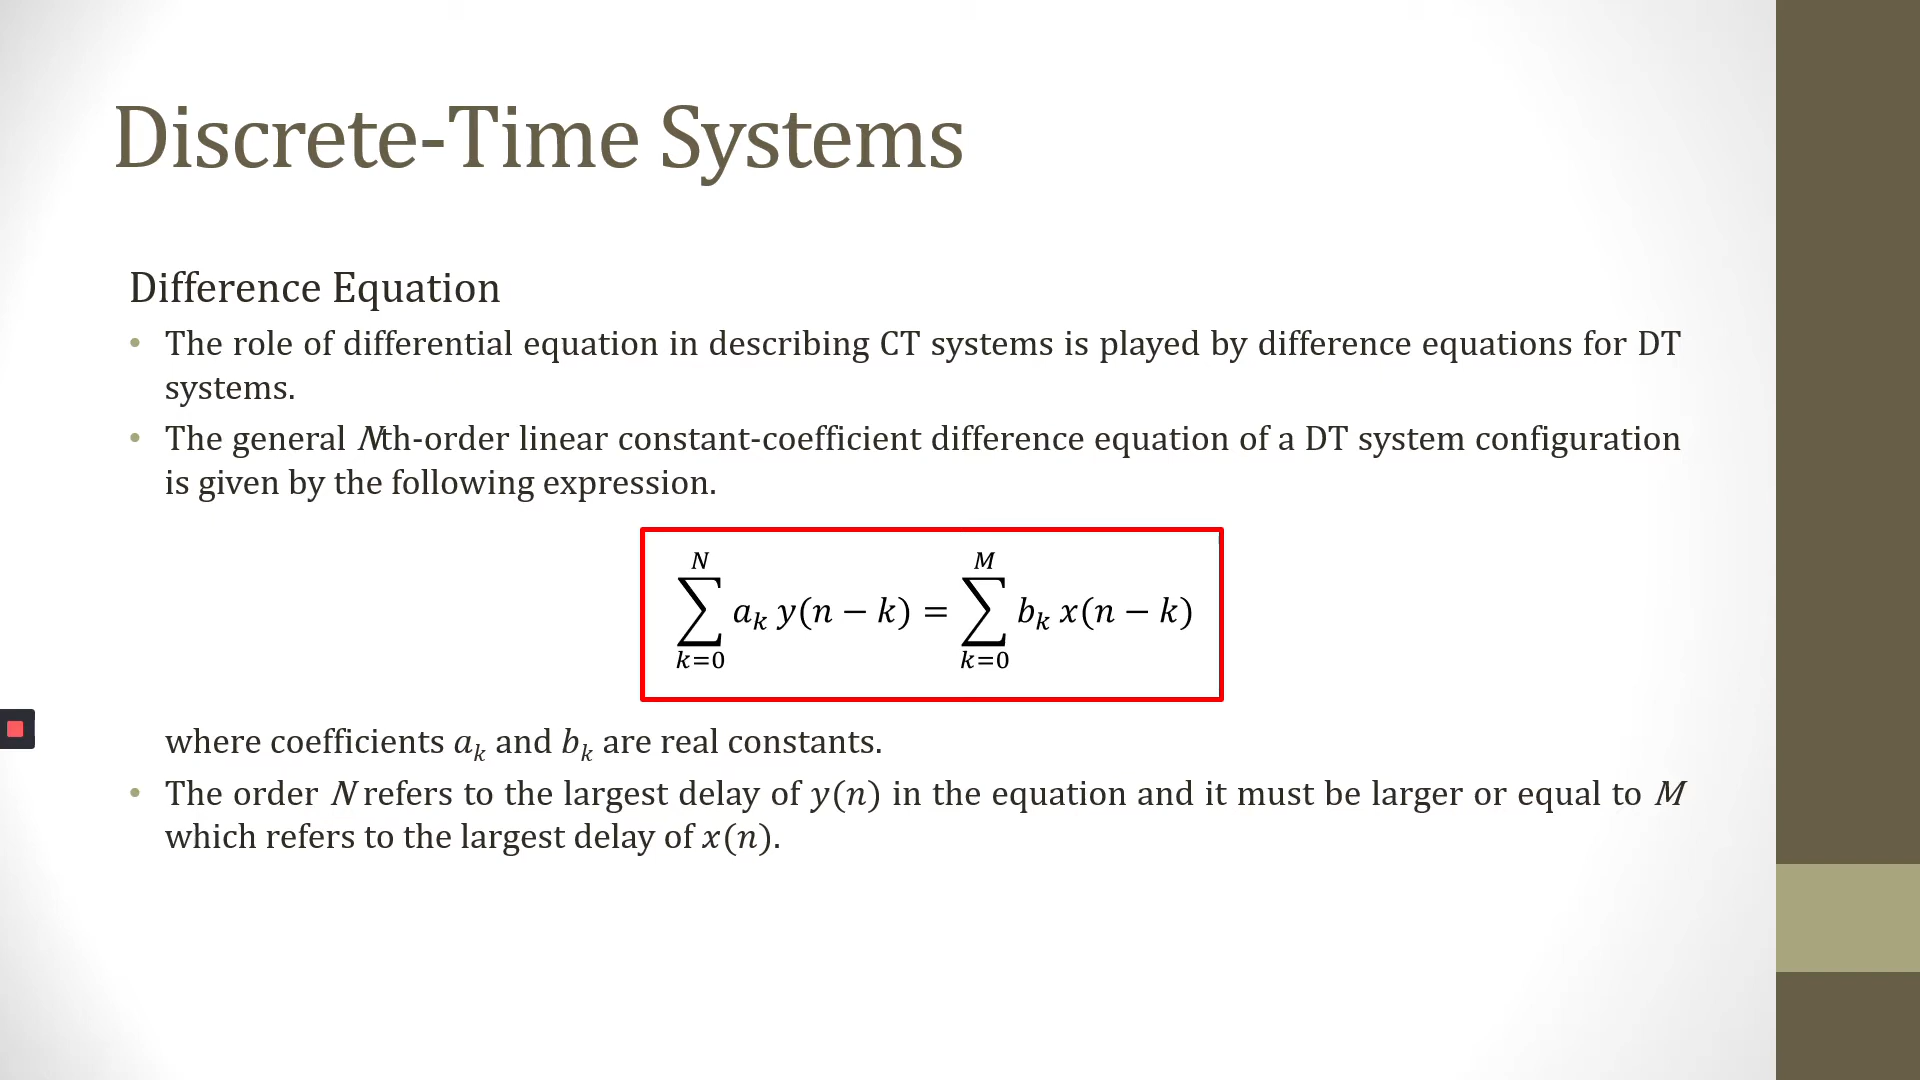 Discrete-Time Systems
Difference Equation
• The role of differential equation in describing CT systems is played by difference equations for DT
systems.
• The general Nth-order linear constant-coefficient difference equation of a DT system configuration
is given by the following expression.
$$\sum_{k=0}^{N} a_k \, y(n-k) = \sum_{k=0}^{M} b_k \, x(n-k)$$
where coefficients $a_k$ and $b_k$ are real constants.
• The order N refers to the largest delay of $y(n)$ in the equation and it must be larger or equal to M
which refers to the largest delay of $x(n)$.